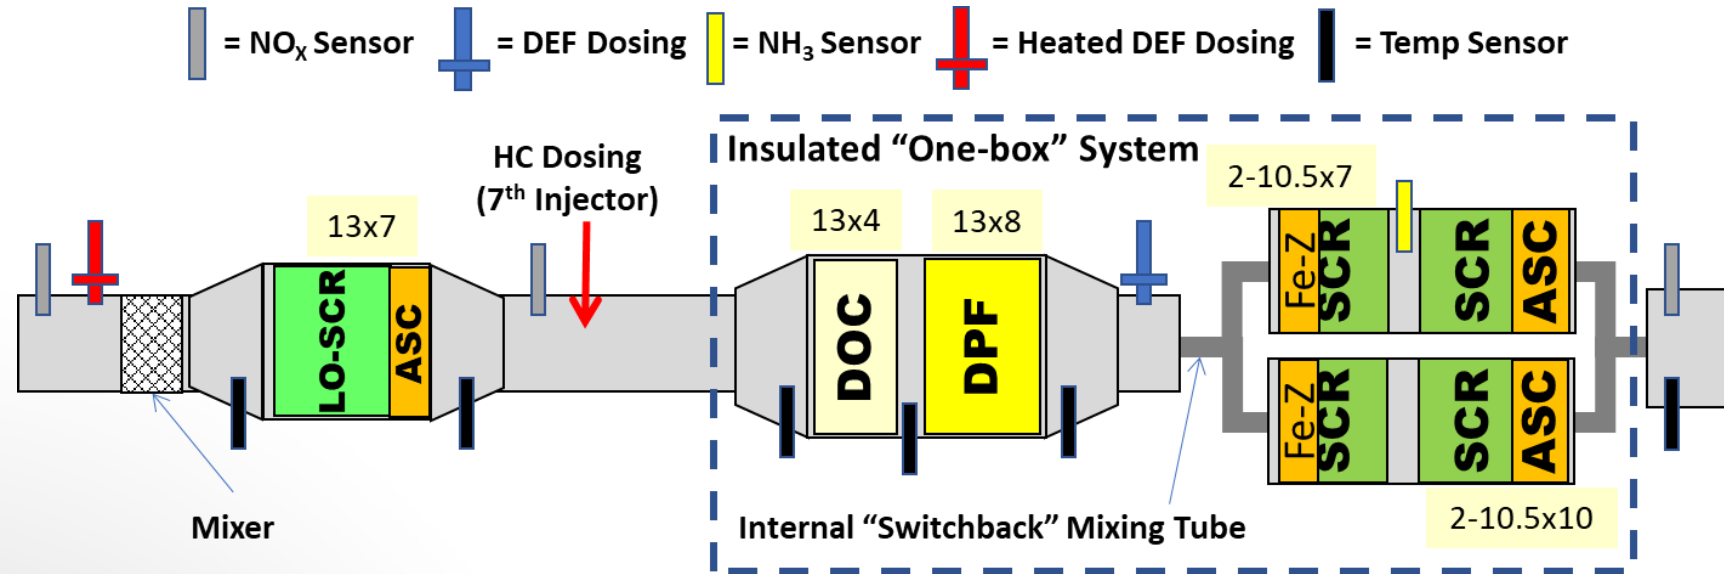 = NOₓ Sensor
= DEF Dosing
= NH₃ Sensor
= Heated DEF Dosing
= Temp Sensor
HC Dosing
(7ᵗʰ Injector)
Insulated “One-box” System
2-10.5x7
13x7
13x4
13x8
LO-SCR
ASC
DOC
DPF
Fe-Z
SCR
SCR
ASC
Fe-Z
SCR
SCR
ASC
Mixer
Internal “Switchback” Mixing Tube
2-10.5x10